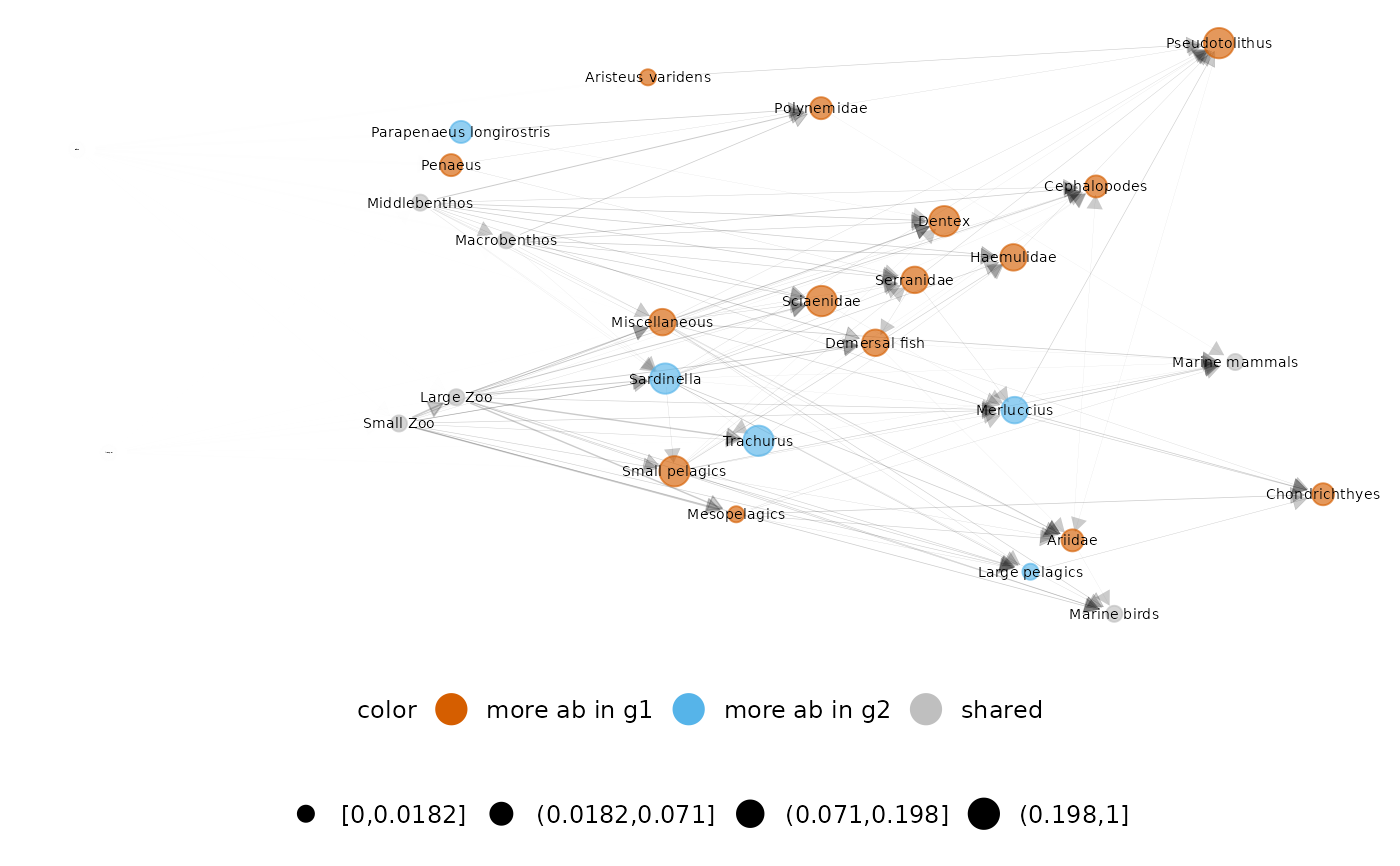 Pseudotolithus
Aristeus varidens
Polynemidae
Parapenaeus longirostris
Penaeus
Cephalopodes
Middlebenthos
Dentex
Macrobenthos
Haemulidae
Serranidae
Sciaenidae
Miscellaneous
Demersal fish
Marine mammals
Sardinella
Large Zoo
Merluccius
Small Zoo
Trachurus
Small pelagics
Chondrichthyes
Mesopelagics
Ariidae
Large pelagics
Marine birds
color more ab in g1 more ab in g2 shared
[0,0.0182] (0.0182,0.071] (0.071,0.198] (0.198,1]